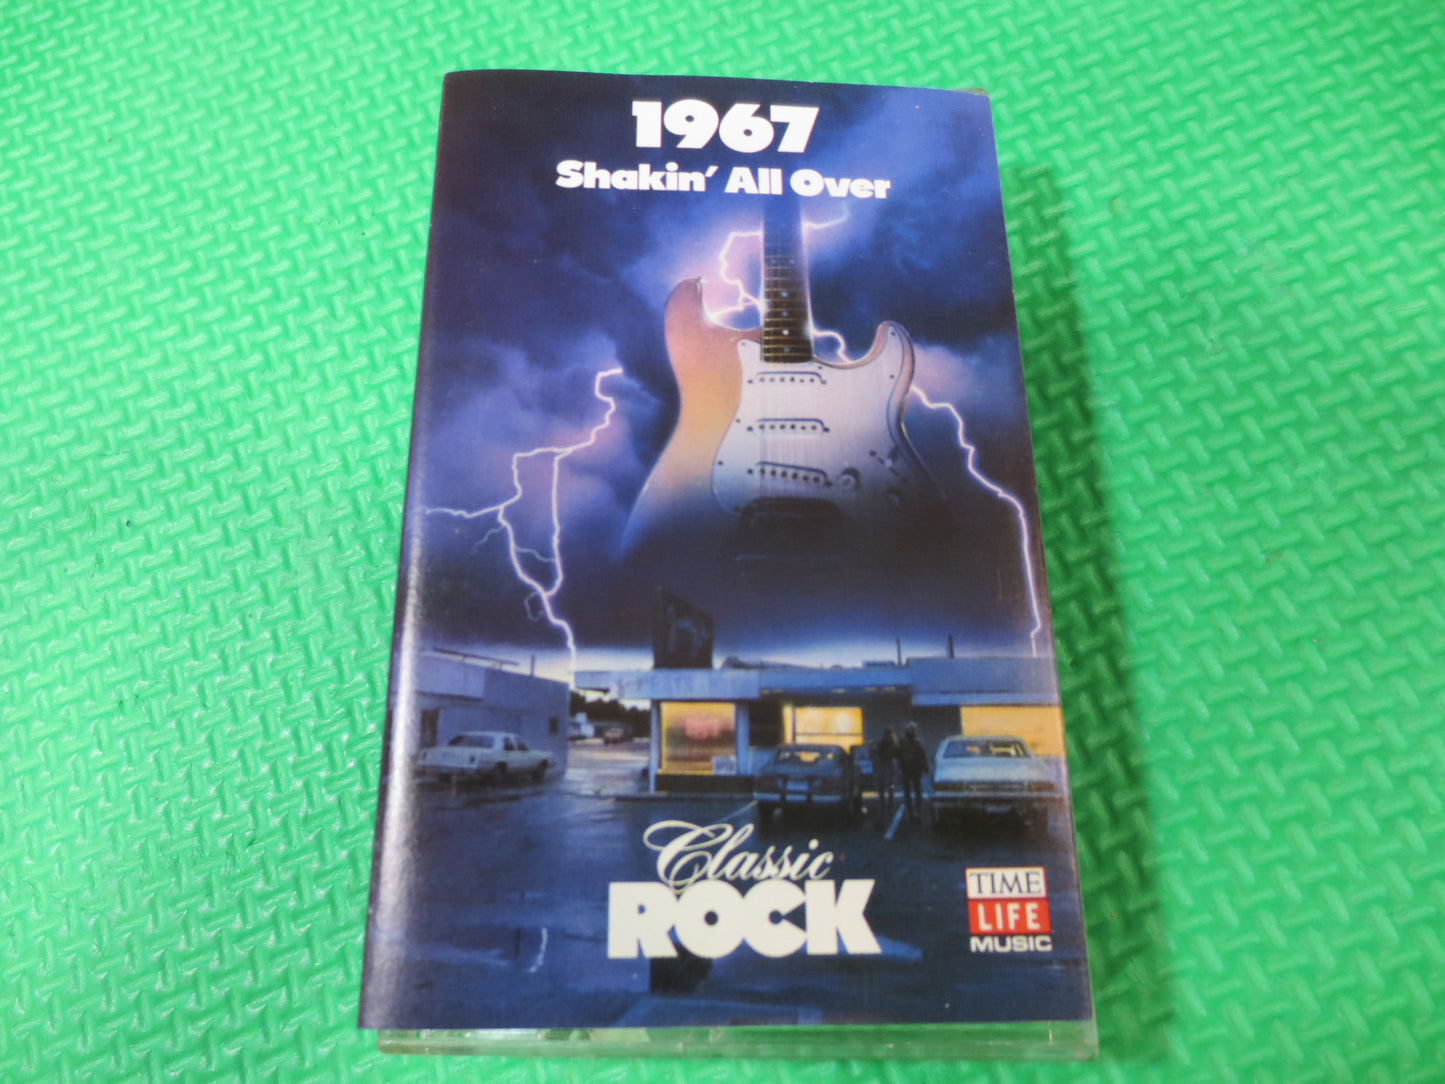 1967
Shakin' All Over
Classic
ROCK
TIME
LIFE
MUSIC